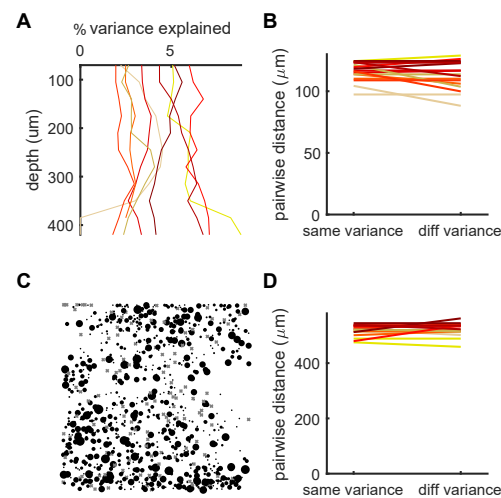 A
% variance explained
0
5
depth (um)
100
200
300
400
B
pairwise distance (μm)
100
50
0
same variance
diff variance
C
D
pairwise distance (μm)
400
200
0
same variance
diff variance